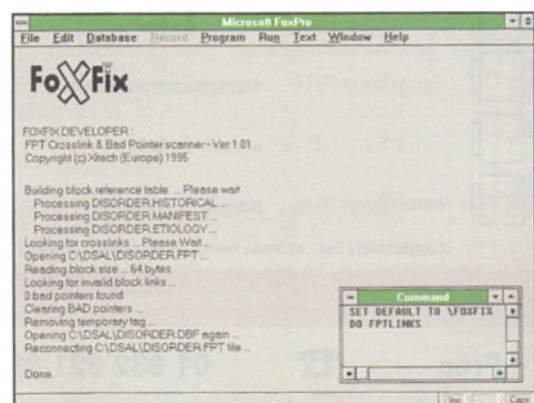 Microsoft FoxPro
File Edit Database Record Program Run Text Window Help
FoXFix
FOXFIX DEVELOPER :
FPT Crosslink & Bad Pointer scanner - Ver 1.01
Copyright (c) Xitech (Europe) 1995
Building block reference table ... Please wait
Processing DISORDER.HISTORICAL ...
Processing DISORDER.MANIFEST ...
Processing DISORDER.ETIOLOGY ...
Looking for crosslinks ... Please Wait ...
Opening C:\DSAL\DISORDER.FPT ...
Reading block size ... 64 bytes
Looking for invalid block links ...
0 bad pointers found
Clearing BAD pointers ...
Removing temporary tag ...
Opening C:\DSAL\DISORDER.DBF again ...
Reconnecting C:\DSAL\DISORDER.FPT file ...
Done.
Command
SET DEFAULT TO \FOXFIX
DO FPTLINKS
Ins Caps